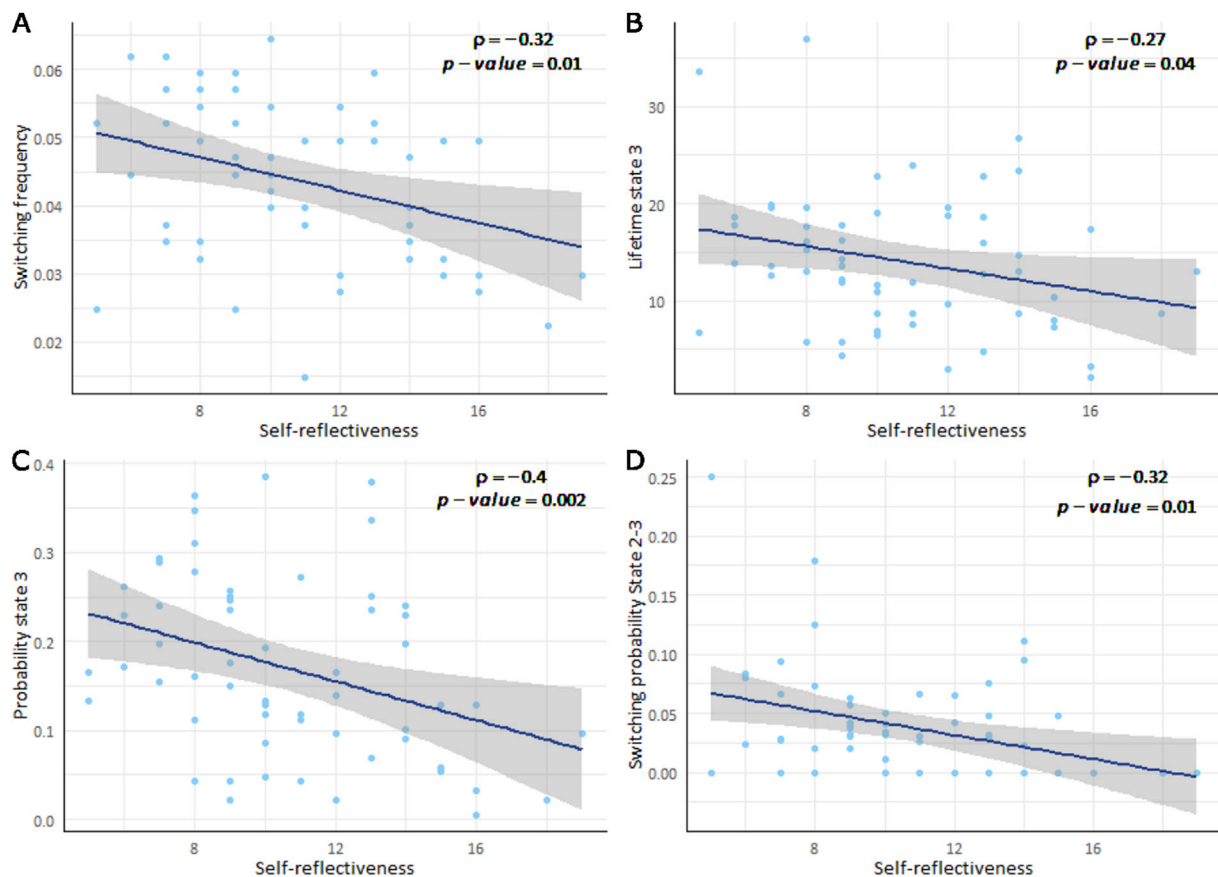 A
ρ = −0.32
p − value = 0.01
Switching frequency
0.06
0.05
0.04
0.03
0.02
8 12 16
Self-reflectiveness
B
ρ = −0.27
p − value = 0.04
Lifetime state 3
30
20
10
8 12 16
Self-reflectiveness
C
ρ = −0.4
p − value = 0.002
Probability state 3
0.4
0.3
0.2
0.1
0.0
8 12 16
Self-reflectiveness
D
ρ = −0.32
p − value = 0.01
Switching probability State 2-3
0.25
0.20
0.15
0.10
0.05
0.00
8 12 16
Self-reflectiveness